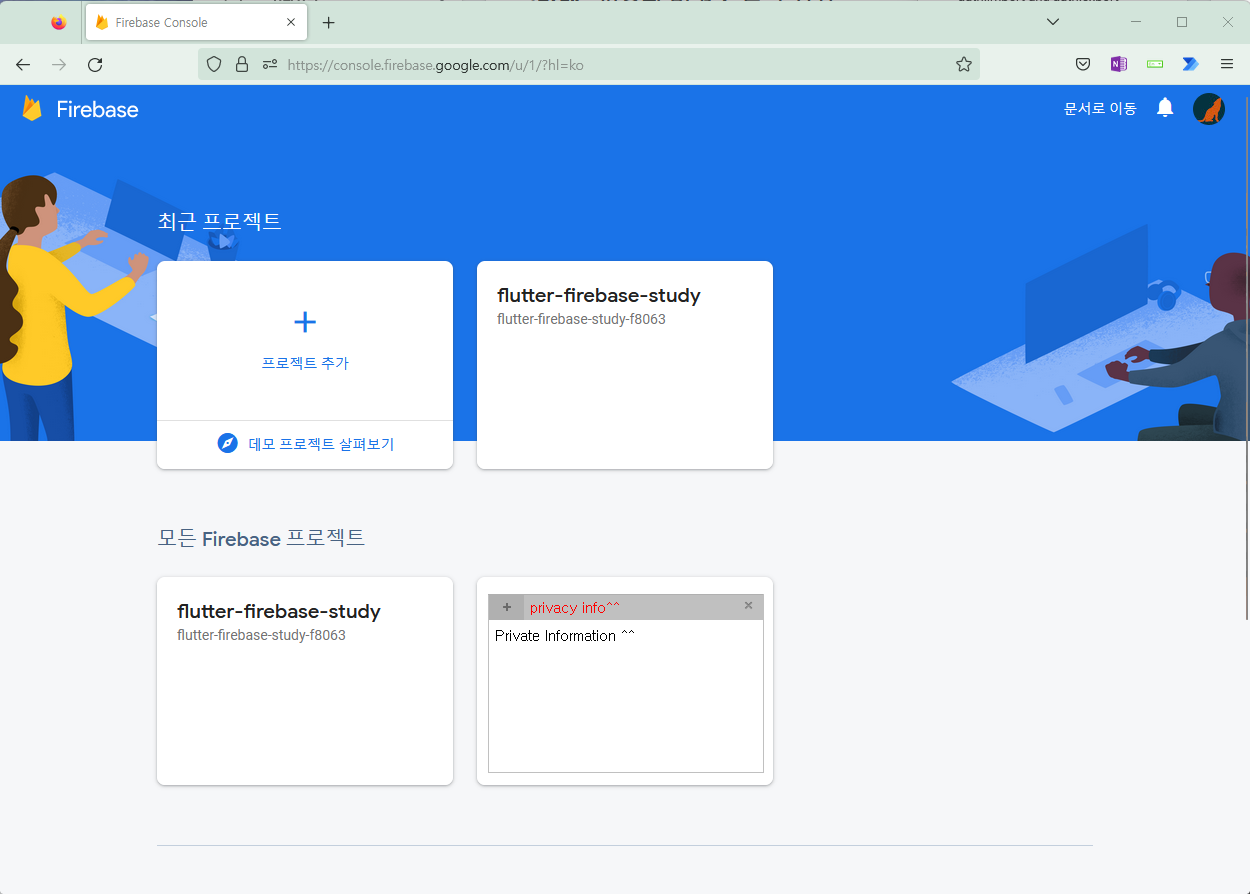 Firebase Console
https://console.firebase.google.com/u/1/?hl=ko
Firebase
문서로 이동
최근 프로젝트
프로젝트 추가
데모 프로젝트 살펴보기
flutter-firebase-study
flutter-firebase-study-f8063
모든 Firebase 프로젝트
flutter-firebase-study
flutter-firebase-study-f8063
privacy info^^
Private Information ^^